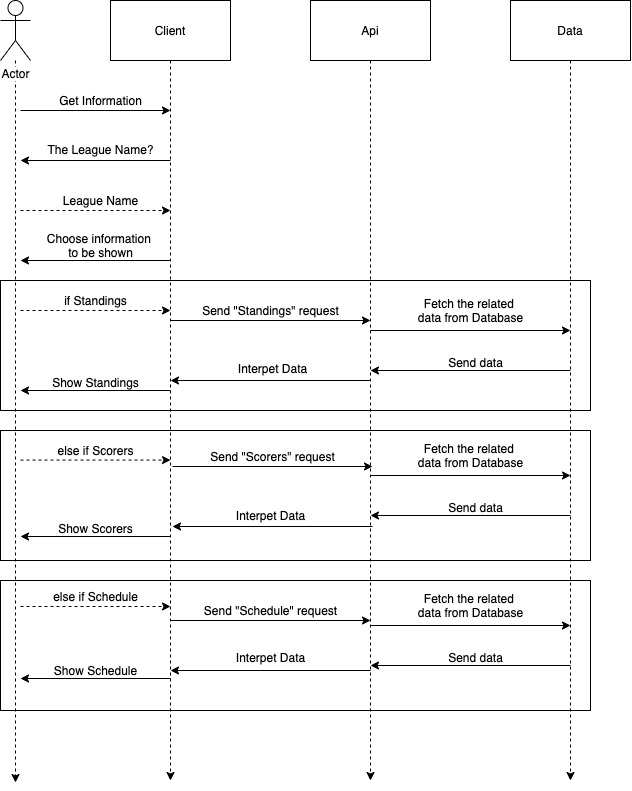 Client
Api
Data
Actor
Get Information
The League Name?
League Name
Choose information
to be shown
if Standings
Send "Standings" request
Fetch the related
data from Database
Send data
Interpet Data
Show Standings
else if Scorers
Send "Scorers" request
Fetch the related
data from Database
Send data
Interpet Data
Show Scorers
else if Schedule
Send "Schedule" request
Fetch the related
data from Database
Send data
Interpet Data
Show Schedule